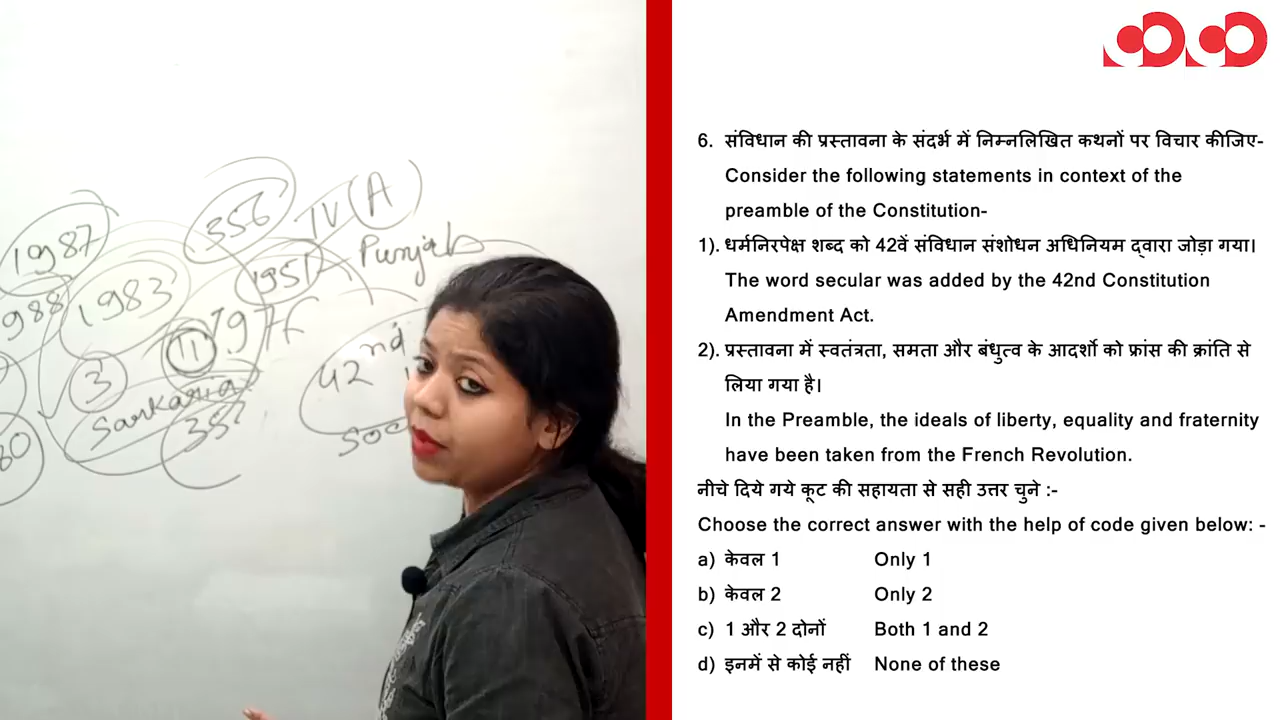 1987
356
IV (A)
1951 - Punjab
988
1983
11
3
Sarkaria
42nd
Soc
80
6. संविधान की प्रस्तावना के संदर्भ में निम्नलिखित कथनों पर विचार कीजिए-
Consider the following statements in context of the
preamble of the Constitution-
1). धर्मनिरपेक्ष शब्द को 42वें संविधान संशोधन अधिनियम द्वारा जोड़ा गया।
The word secular was added by the 42nd Constitution
Amendment Act.
2). प्रस्तावना में स्वतंत्रता, समता और बंधुत्व के आदर्शो को फ्रांस की क्रांति से
लिया गया है।
In the Preamble, the ideals of liberty, equality and fraternity
have been taken from the French Revolution.
नीचे दिये गये कूट की सहायता से सही उत्तर चुने :-
Choose the correct answer with the help of code given below: -
a) केवल 1 Only 1
b) केवल 2 Only 2
c) 1 और 2 दोनों Both 1 and 2
d) इनमें से कोई नहीं None of these